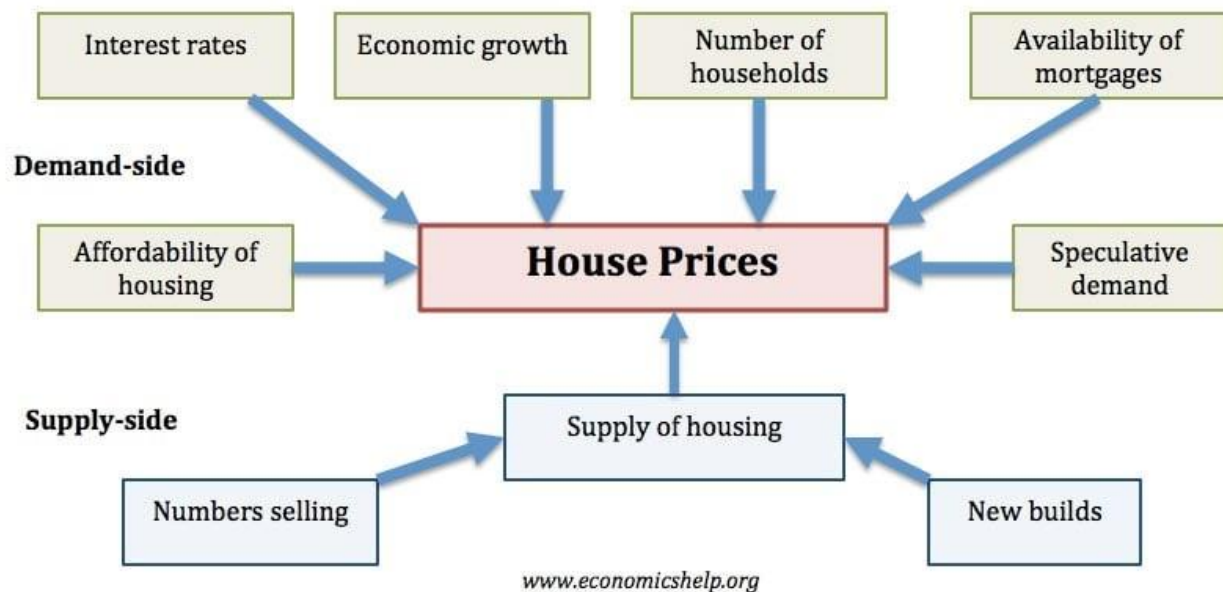 Interest rates
Economic growth
Number of
households
Availability of
mortgages
Demand-side
Affordability of
housing
House Prices
Speculative
demand
Supply-side
Supply of housing
Numbers selling
New builds
www.economicshelp.org